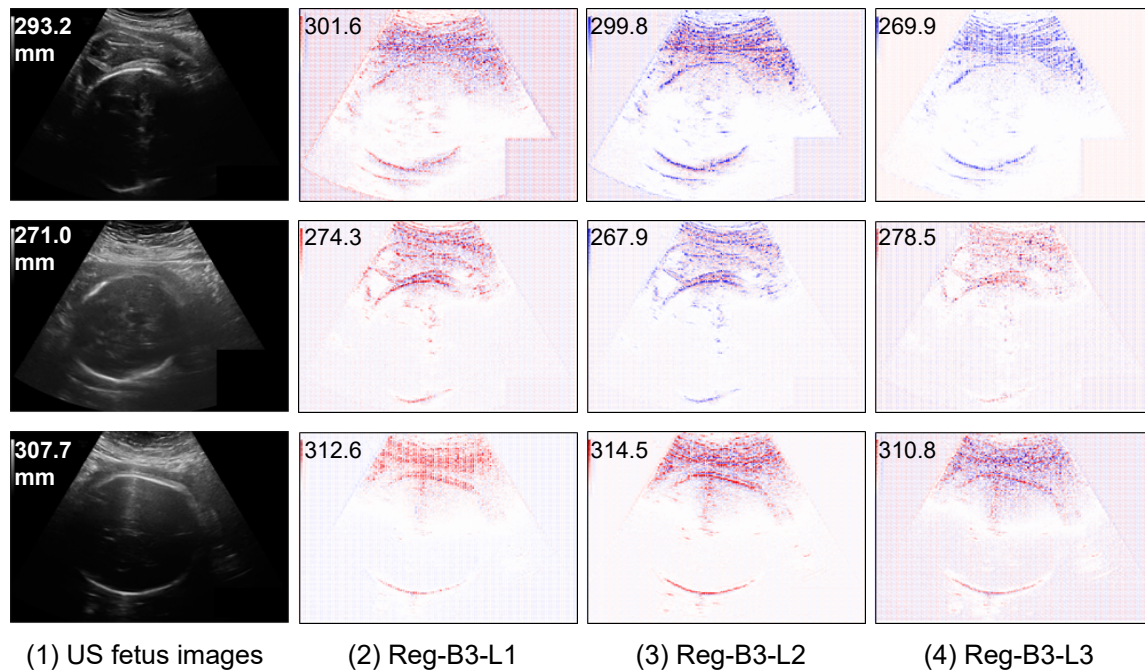 293.2
mm
301.6
299.8
269.9
271.0
mm
274.3
267.9
278.5
307.7
mm
312.6
314.5
310.8
(1) US fetus images
(2) Reg-B3-L1
(3) Reg-B3-L2
(4) Reg-B3-L3